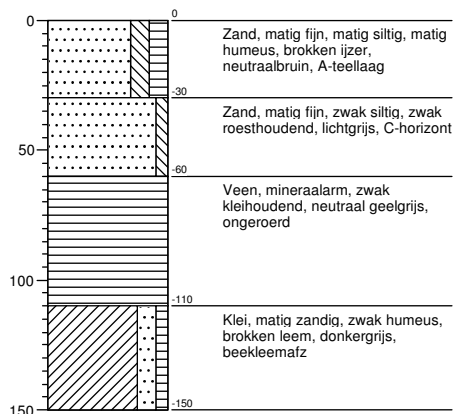 0
0
Zand, matig fijn, matig siltig, matig
humeus, brokken ijzer,
neutraalbruin, A-teellaag
-30
Zand, matig fijn, zwak siltig, zwak
roesthoudend, lichtgrijs, C-horizont
50
-60
Veen, mineraalarm, zwak
kleihoudend, neutraal geelgrijs,
ongeroerd
100
-110
Klei, matig zandig, zwak humeus,
brokken leem, donkergrijs,
beekleemafz
150
-150